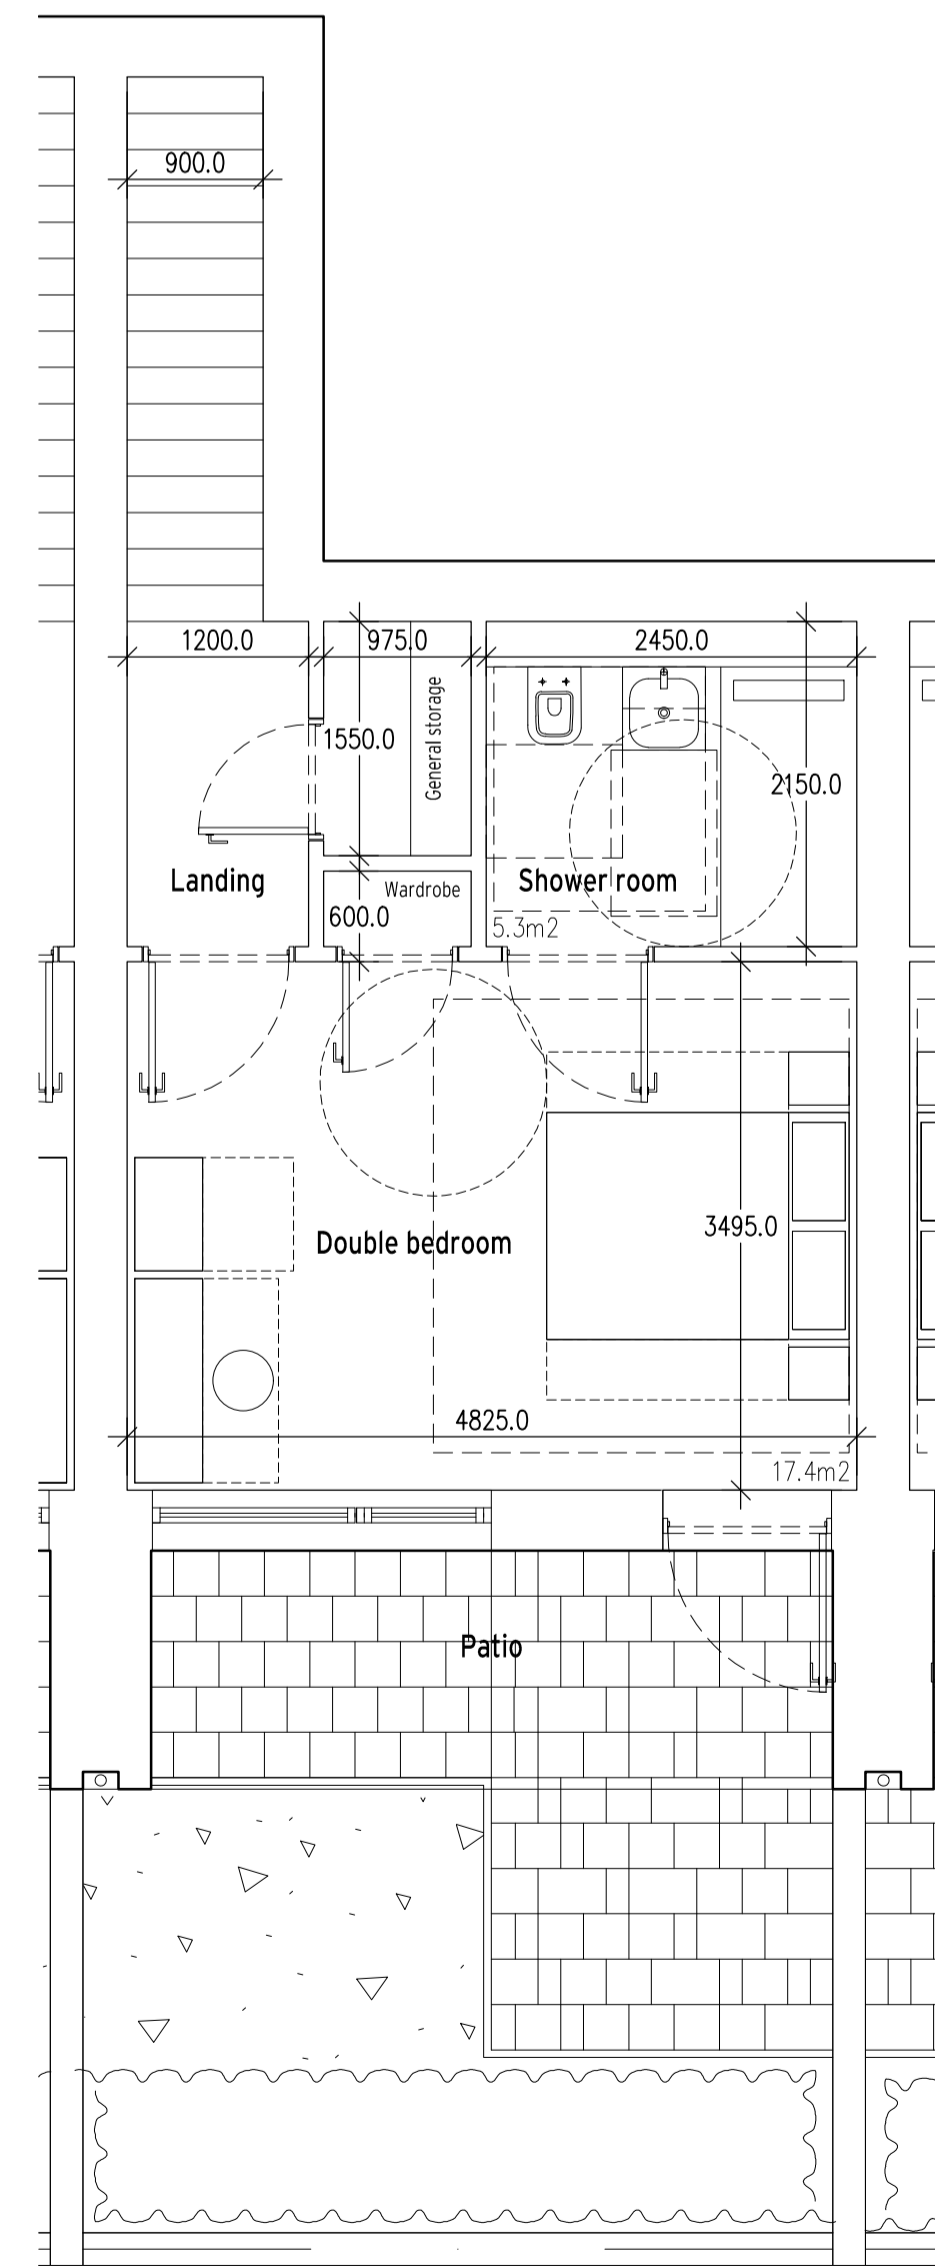 900.0
1200.0
975.0
2450.0
General storage
1550.0
2150.0
Landing
Wardrobe
Shower room
600.0
5.3m2
3495.0
Double bedroom
4825.0
17.4m2
Patio